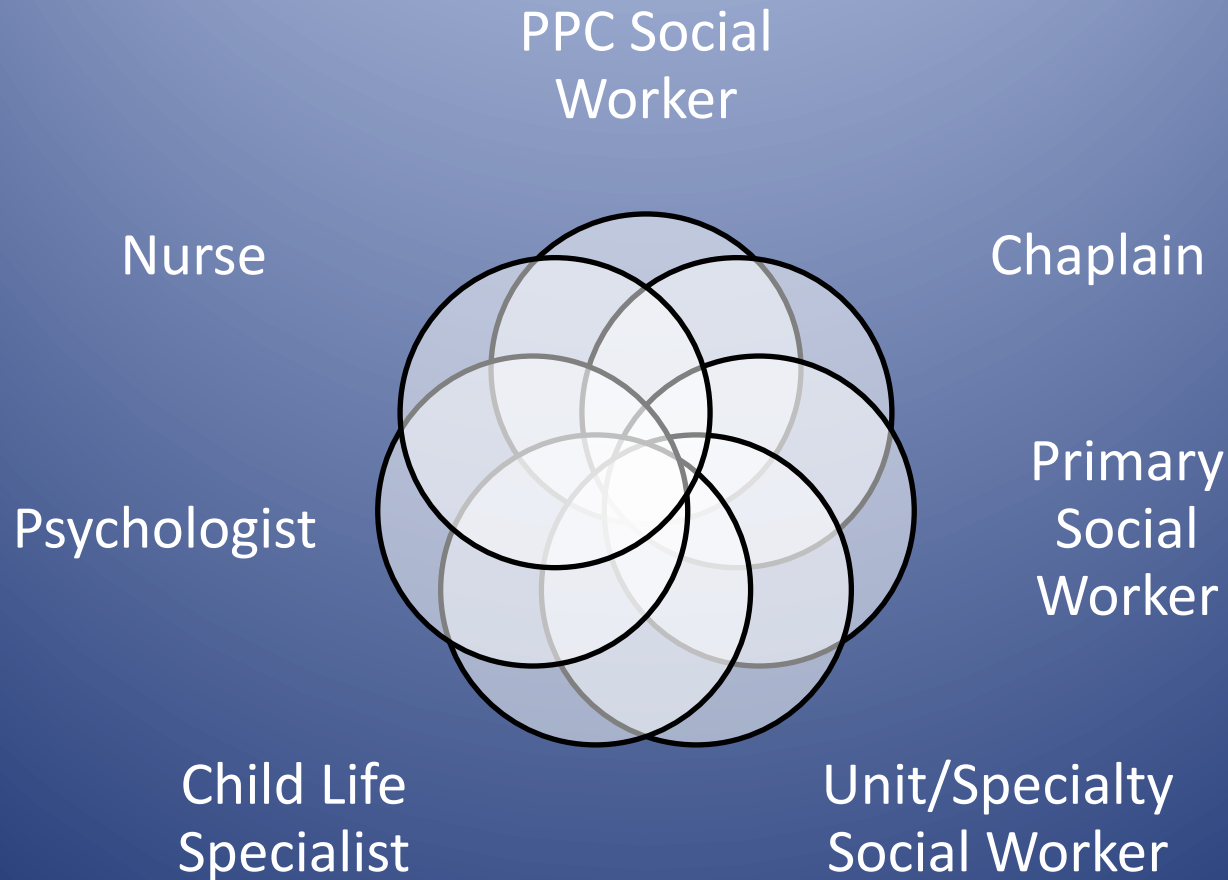 PPC Social
Worker
Nurse
Chaplain
Primary
Social
Worker
Psychologist
Child Life
Specialist
Unit/Specialty
Social Worker